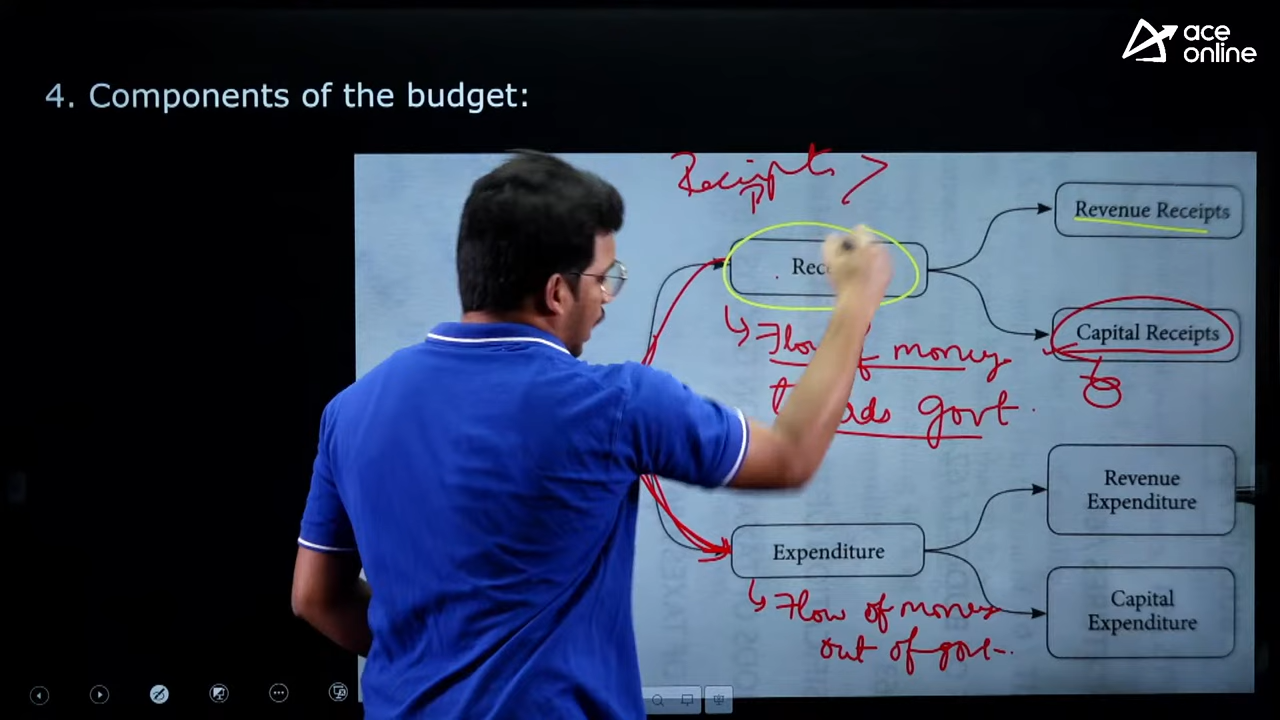 ace
online
4. Components of the budget:
Receipts >
Revenue Receipts
Capital Receipts
Flow of money
govt.
Revenue
Expenditure
Expenditure
Capital
Expenditure
Flow of money
out of govt.